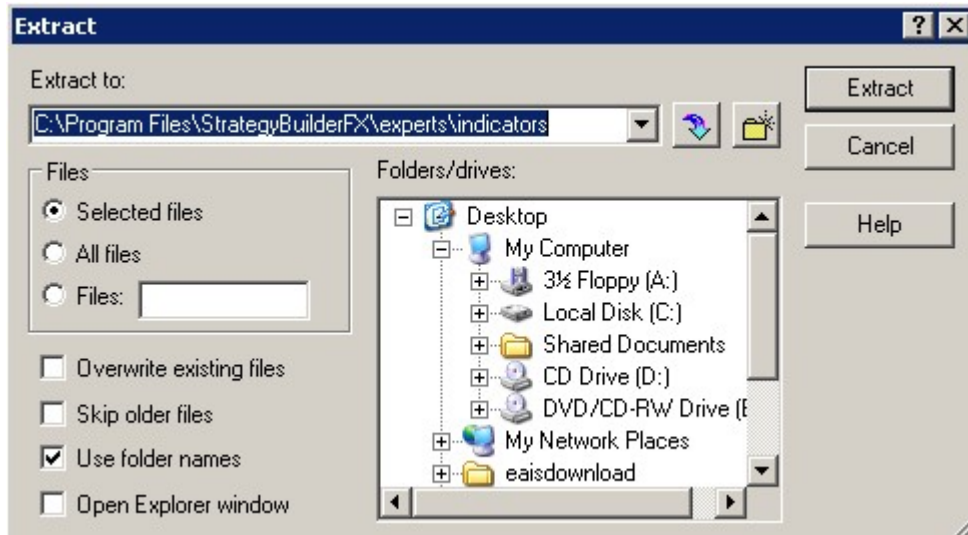 Extract
Extract to:
C:\Program Files\StrategyBuilderFX\experts\indicators
Extract
Cancel
Help
Files
Selected files
All files
Files:
Overwrite existing files
Skip older files
Use folder names
Open Explorer window
Folders/drives:
Desktop
My Computer
3½ Floppy (A:)
Local Disk (C:)
Shared Documents
CD Drive (D:)
DVD/CD-RW Drive (E
My Network Places
eaisdownload